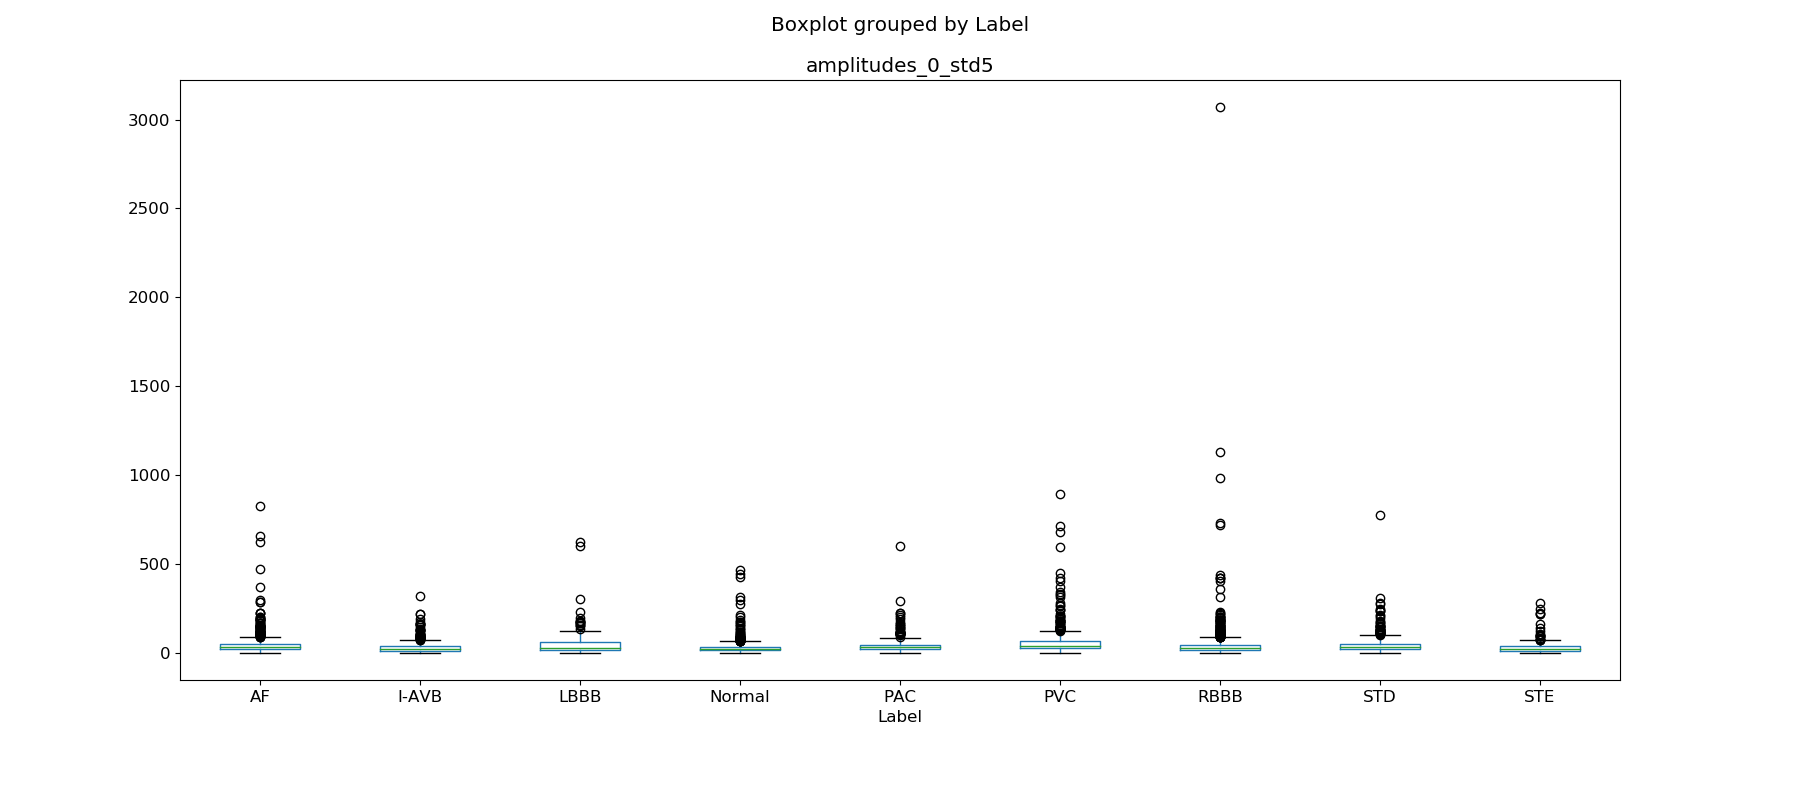 Boxplot grouped by Label
amplitudes_0_std5
3000
2500
2000
1500
1000
500
0
AF I-AVB LBBB Normal PAC PVC RBBB STD STE
Label